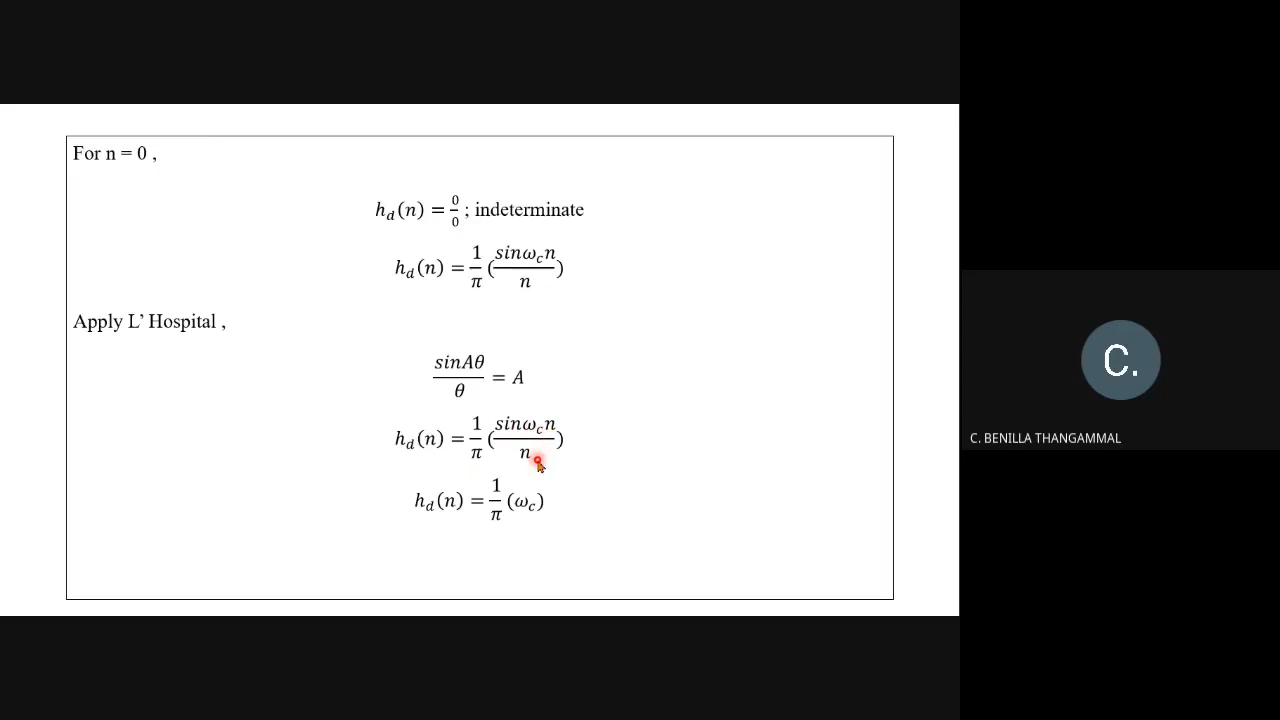 For n = 0 ,
h_d(n) = 0/0 ; indeterminate
h_d(n) = 1/π (sinω_c n / n)
Apply L’ Hospital ,
sinAθ / θ = A
h_d(n) = 1/π (sinω_c n / n)
h_d(n) = 1/π (ω_c)
C.
C. BENILLA THANGAMMAL